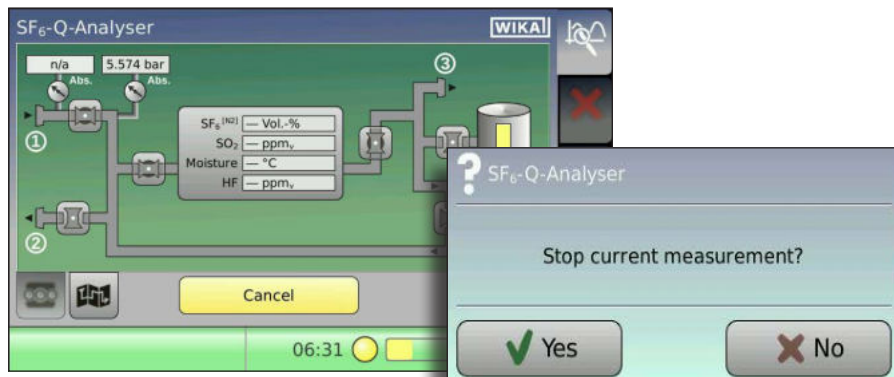 SF₆-Q-Analyser
WIKA
n/a
5.574 bar
Abs.
Abs.
③
①
SF₆ [N2] — Vol.-%
SO₂ — ppmᵥ
Moisture — °C
HF — ppmᵥ
②
Cancel
06:31
? SF₆-Q-Analyser
Stop current measurement?
Yes
No